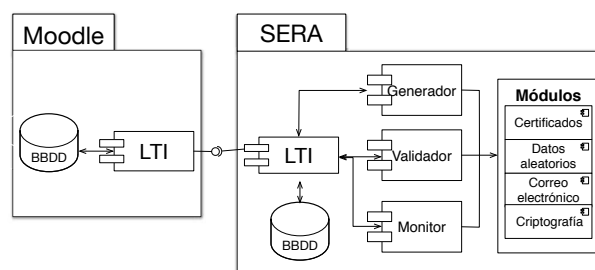 Moodle
SERA
BBDD
LTI
LTI
BBDD
Generador
Validador
Monitor
Módulos
Certificados
Datos
aleatorios
Correo
electrónico
Criptografía